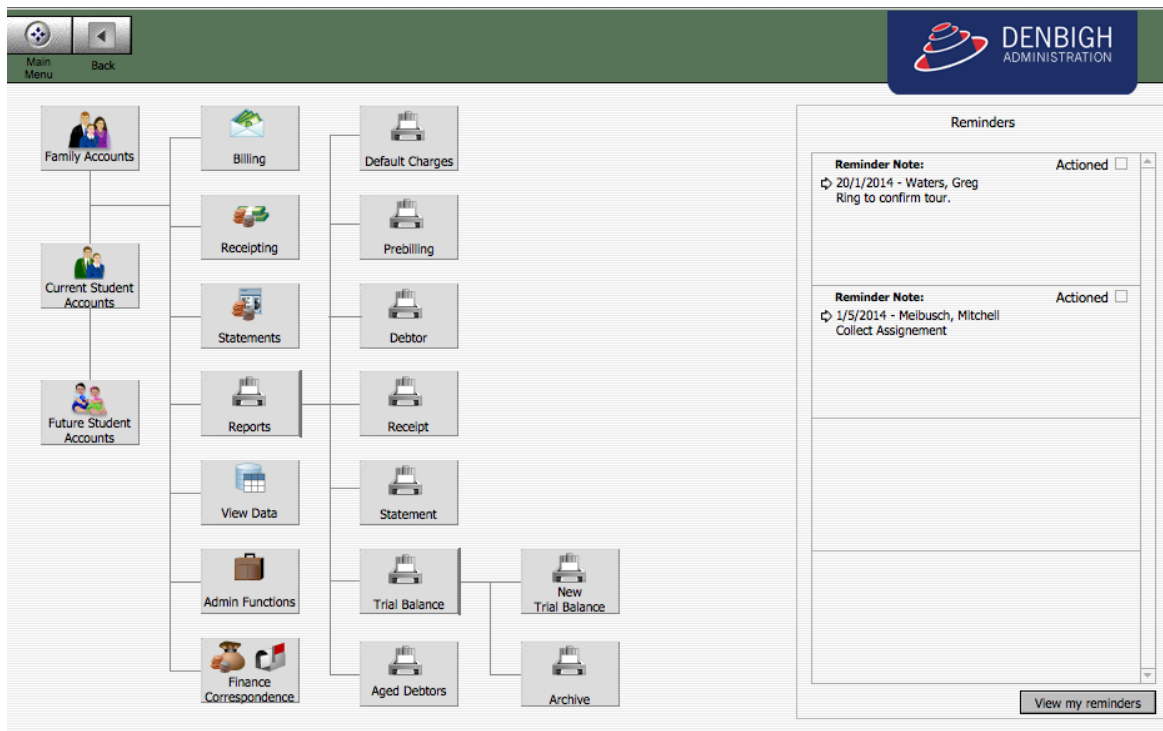 Main
Menu
Back
DENBIGH
ADMINISTRATION
Family Accounts
Current Student
Accounts
Future Student
Accounts
Billing
Receipting
Statements
Reports
View Data
Admin Functions
Finance
Correspondence
Default Charges
Prebilling
Debtor
Receipt
Statement
Trial Balance
Aged Debtors
New
Trial Balance
Archive
Reminders
Reminder Note:
Actioned
20/1/2014 - Waters, Greg
Ring to confirm tour.
Reminder Note:
Actioned
1/5/2014 - Meibusch, Mitchell
Collect Assignement
View my reminders